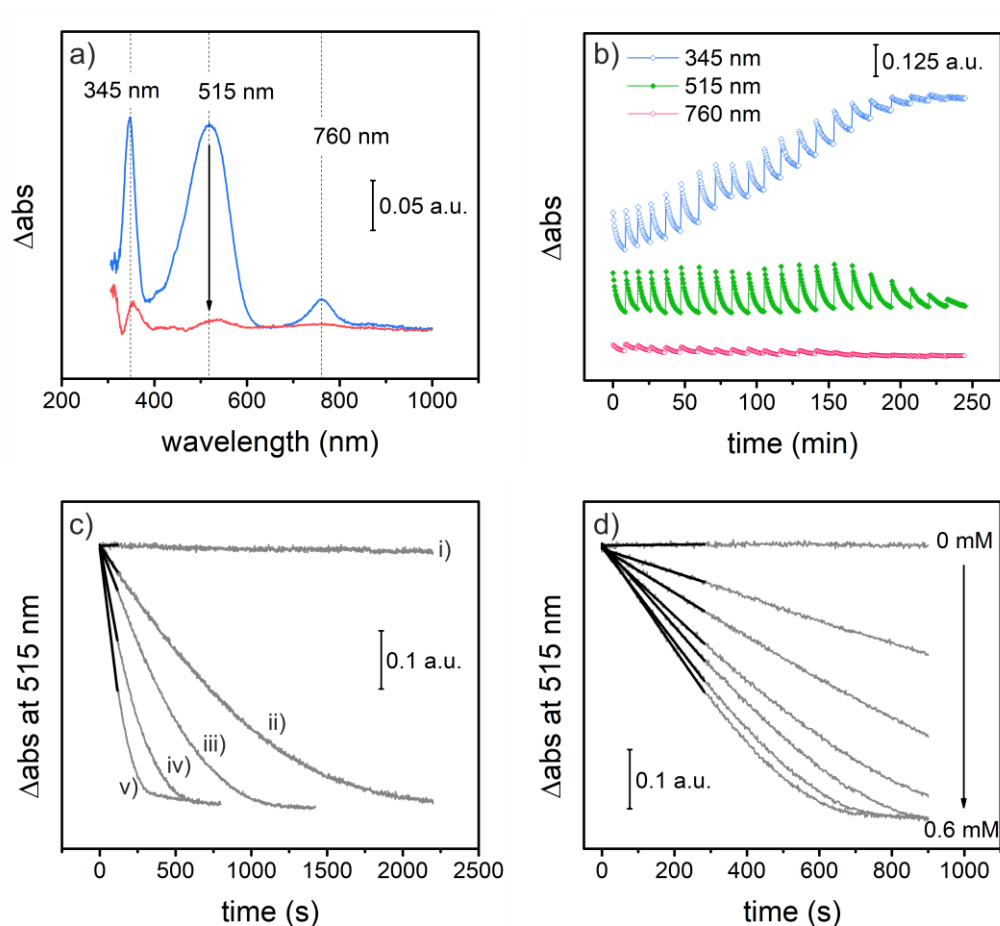 a)
345 nm
515 nm
760 nm
0.05 a.u.
Δabs
200 400 600 800 1000
wavelength (nm)
b)
345 nm
515 nm
760 nm
0.125 a.u.
Δabs
0 50 100 150 200 250
time (min)
c)
i)
0.1 a.u.
ii)
iii)
iv)
v)
Δabs at 515 nm
0 500 1000 1500 2000 2500
time (s)
d)
0 mM
0.1 a.u.
0.6 mM
Δabs at 515 nm
0 200 400 600 800 1000
time (s)